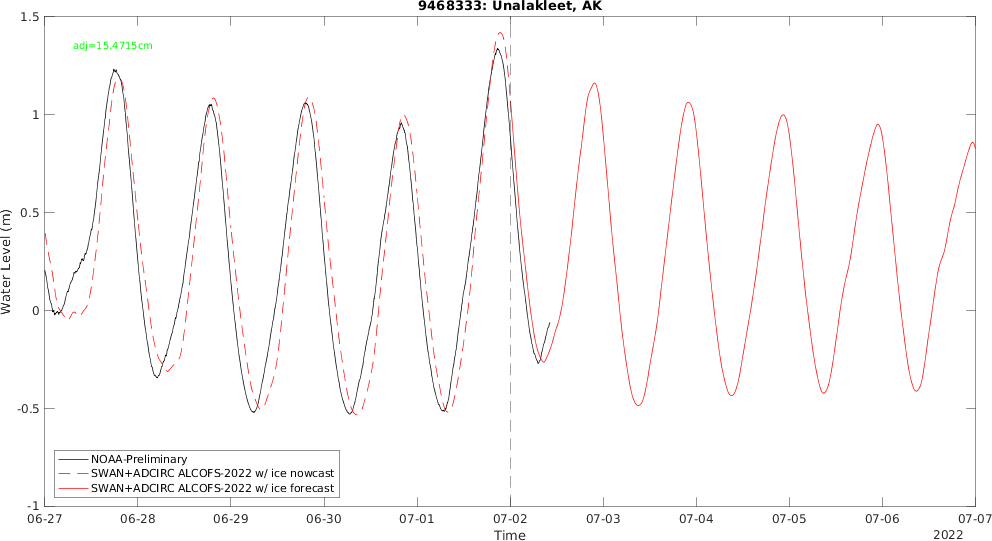 9468333: Unalakleet, AK
adj=15.4715cm
1.5
1
0.5
0
-0.5
-1
Water Level (m)
NOAA-Preliminary
SWAN+ADCIRC ALCOFS-2022 w/ ice nowcast
SWAN+ADCIRC ALCOFS-2022 w/ ice forecast
06-27 06-28 06-29 06-30 07-01 07-02 07-03 07-04 07-05 07-06 07-07
Time
2022